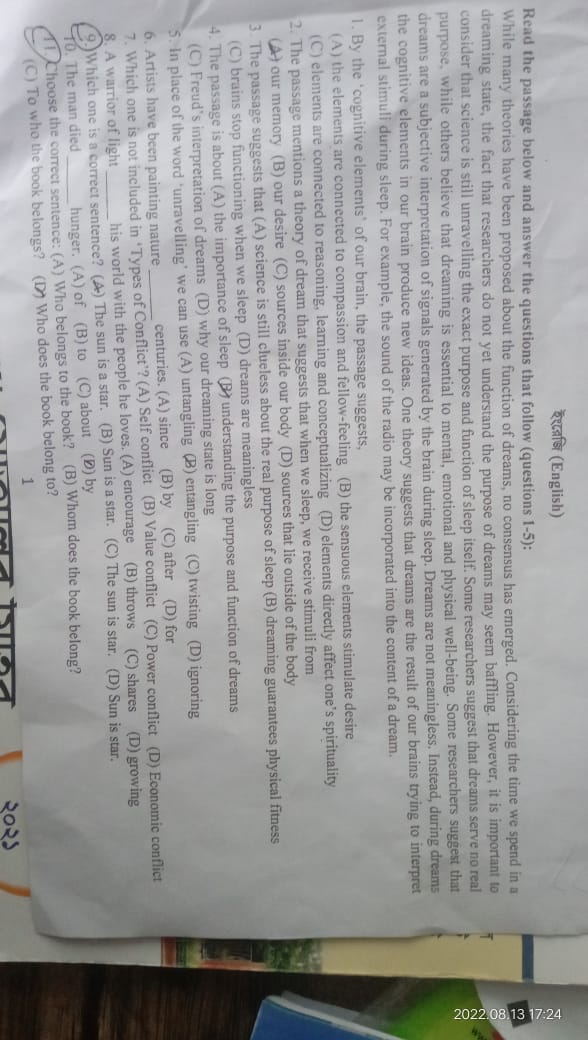 ইংরেজি (English)
Read the passage below and answer the questions that follow (questions 1-5):
While many theories have been proposed about the function of dreams, no consensus has emerged. Considering the time we spend in a
dreaming state, the fact that researchers do not yet understand the purpose of dreams may seem baffling. However, it is important to
consider that science is still unravelling the exact purpose and function of sleep itself. Some researchers suggest that dreams serve no real
purpose, while others believe that dreaming is essential to mental, emotional and physical well-being. Some researchers suggest that
dreams are a subjective interpretation of signals generated by the brain during sleep. Dreams are not meaningless. Instead, during dreams
the cognitive elements in our brain produce new ideas. One theory suggests that dreams are the result of our brains trying to interpret
external stimuli during sleep. For example, the sound of the radio may be incorporated into the content of a dream.
1. By the 'cognitive elements' of our brain, the passage suggests,
(A) the elements are connected to compassion and fellow-feeling (B) the sensuous elements stimulate desire
(C) elements are connected to reasoning, learning and conceptualizing (D) elements directly affect one's spirituality
2. The passage mentions a theory of dream that suggests that when we sleep, we receive stimuli from
(A) our memory (B) our desire (C) sources inside our body (D) sources that lie outside of the body
3. The passage suggests that (A) science is still clueless about the real purpose of sleep (B) dreaming guarantees physical fitness
(C) brains stop functioning when we sleep (D) dreams are meaningless
4. The passage is about (A) the importance of sleep (B) understanding the purpose and function of dreams
(C) Freud's interpretation of dreams (D) why our dreaming state is long
5. In place of the word 'unravelling' we can use (A) untangling (B) entangling (C) twisting (D) ignoring
6. Artists have been painting nature ______ centuries. (A) since (B) by (C) after (D) for
7. Which one is not included in 'Types of Conflict'? (A) Self conflict (B) Value conflict (C) Power conflict (D) Economic conflict
8. A warrior of light ______ his world with the people he loves. (A) encourage (B) throws (C) shares (D) growing
9. Which one is a correct sentence? (A) The sun is a star. (B) Sun is a star. (C) The sun is star. (D) Sun is star.
10. The man died ______ hunger. (A) of (B) to (C) about (D) by
11. Choose the correct sentence: (A) Who belongs to the book? (B) Whom does the book belong?
(C) To who the book belongs? (D) Who does the book belong to?
1
২০২১
2022.08.13 17:24